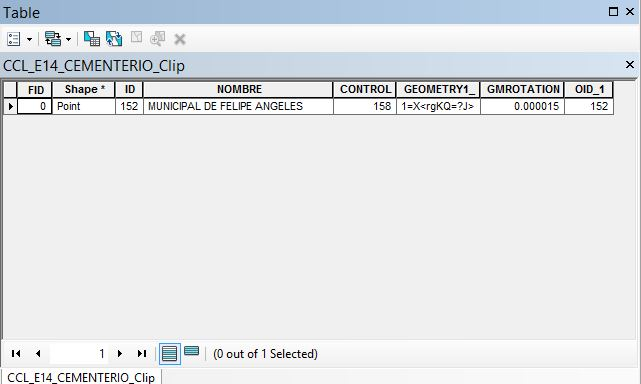 Table
CCL_E14_CEMENTERIO_Clip
FID Shape * ID NOMBRE CONTROL GEOMETRY1_ GMROTATION OID_1
0 Point 152 MUNICIPAL DE FELIPE ANGELES 158 1=X<rgKQ=?J> 0.000015 152
1 (0 out of 1 Selected)
CCL_E14_CEMENTERIO_Clip